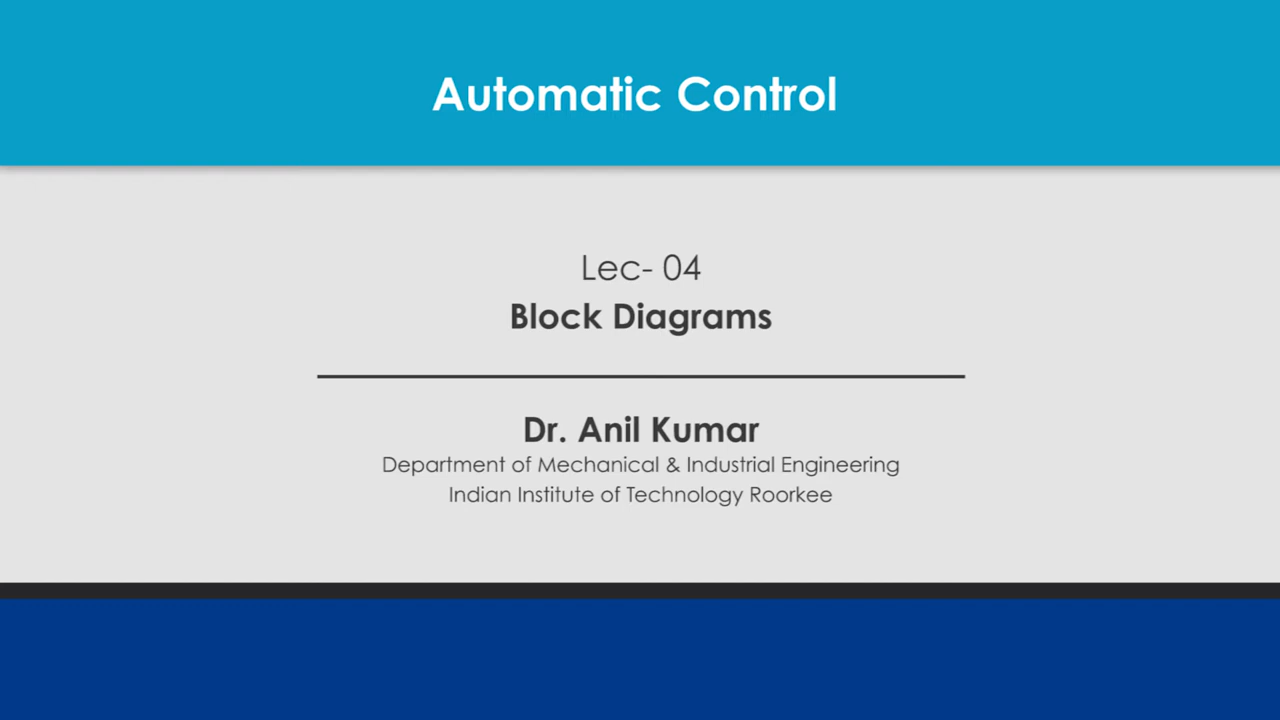 Automatic Control
Lec- 04
Block Diagrams
Dr. Anil Kumar
Department of Mechanical & Industrial Engineering
Indian Institute of Technology Roorkee